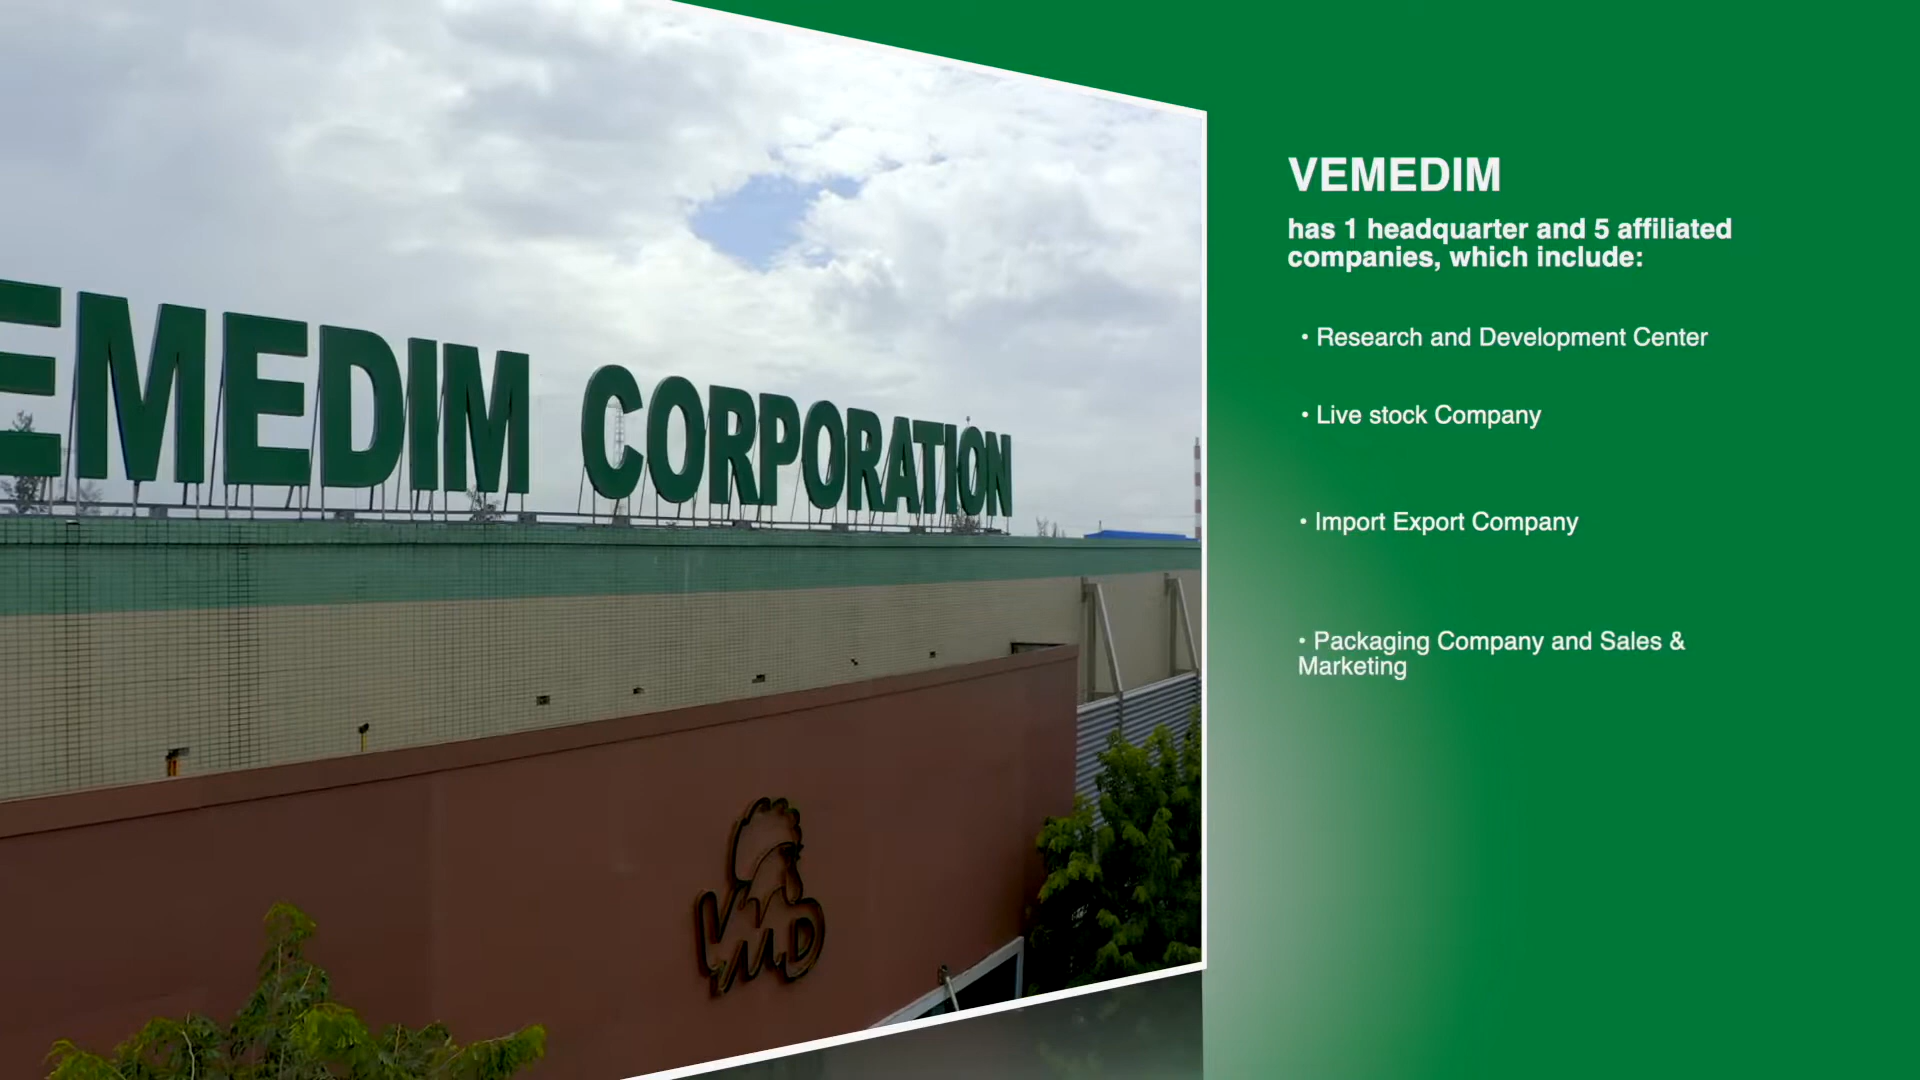 EMEDIM CORPORATION
VMD
VEMEDIM
has 1 headquarter and 5 affiliated
companies, which include:
• Research and Development Center
• Live stock Company
• Import Export Company
• Packaging Company and Sales &
Marketing